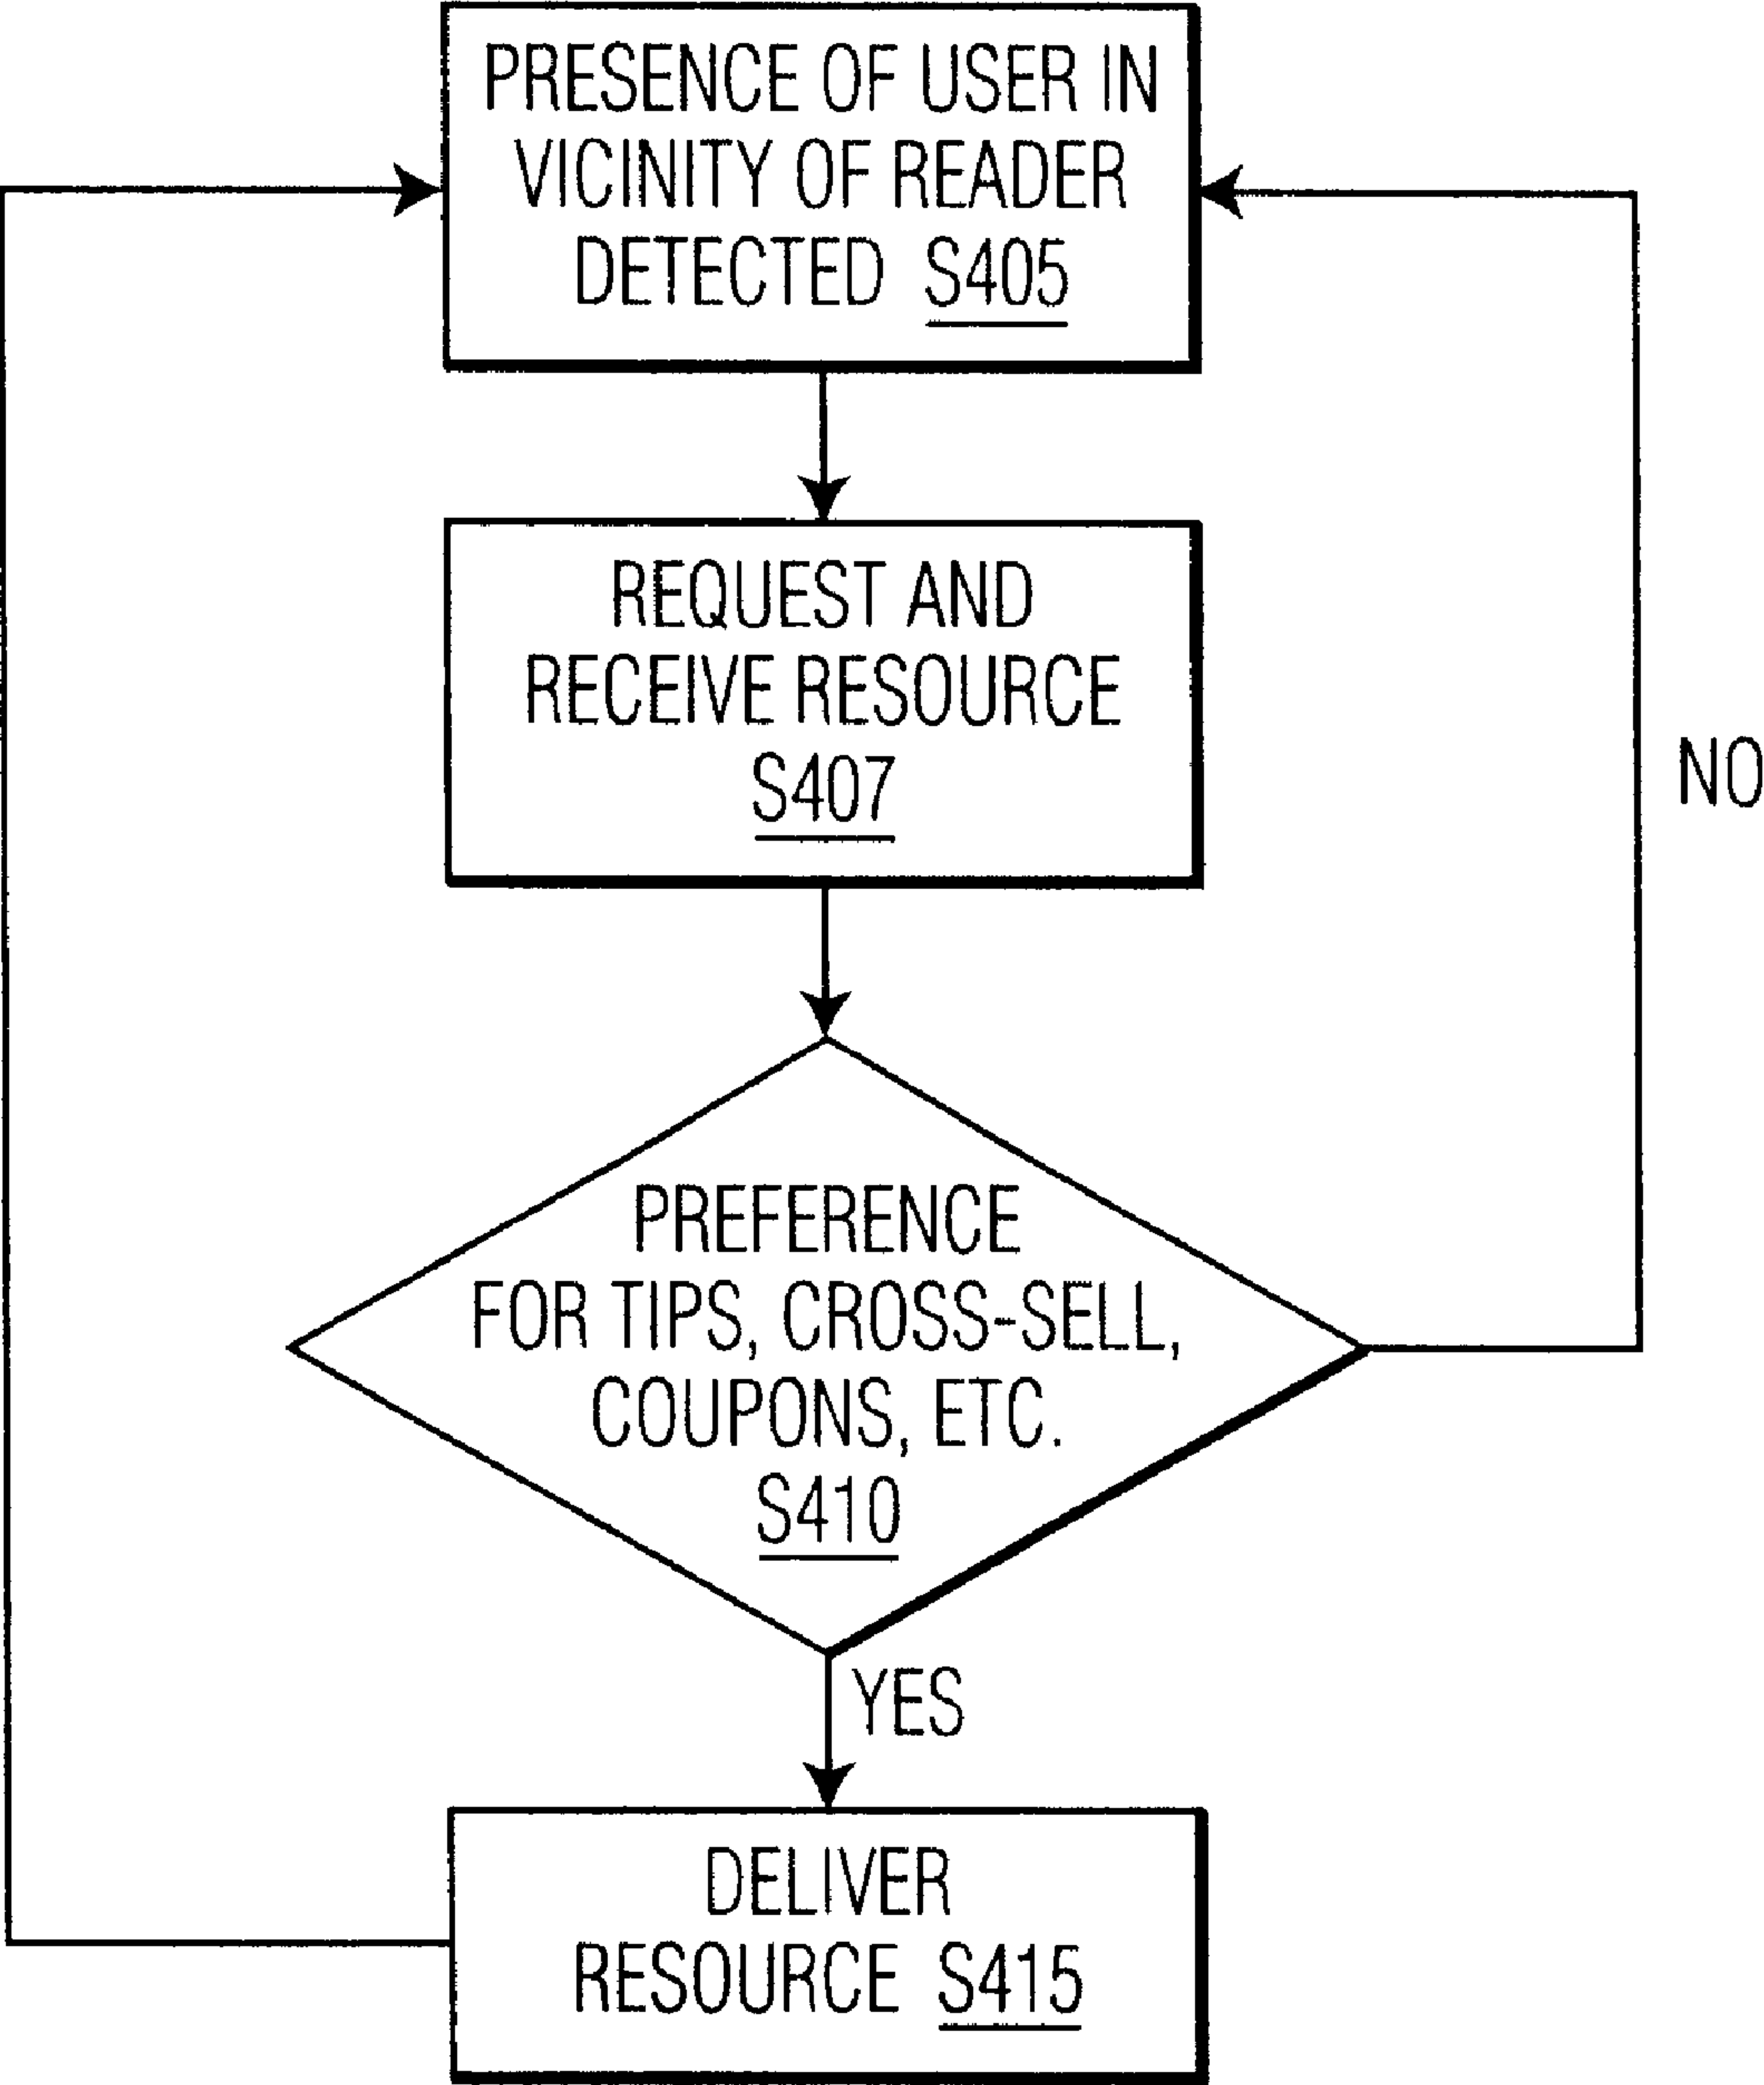 PRESENCE OF USER IN
VICINITY OF READER
DETECTED S405
REQUEST AND
RECEIVE RESOURCE
S407
NO
PREFERENCE
FOR TIPS, CROSS-SELL,
COUPONS, ETC.
S410
YES
DELIVER
RESOURCE S415